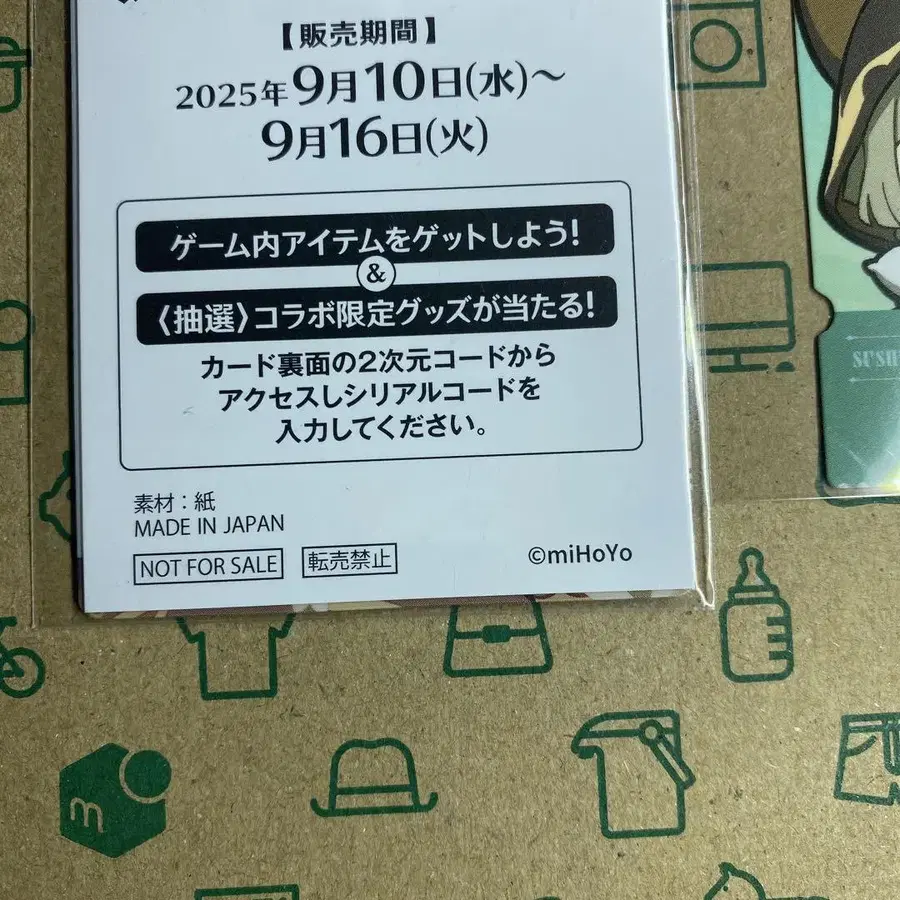 【販売期間】
2025年9月10日(水)～
9月16日(火)
ゲーム内アイテムをゲットしよう!
&
〈抽選〉コラボ限定グッズが当たる!
カード裏面の2次元コードから
アクセスしシリアルコードを
入力してください。
素材：紙
MADE IN JAPAN
NOT FOR SALE
転売禁止
©miHoYo
m